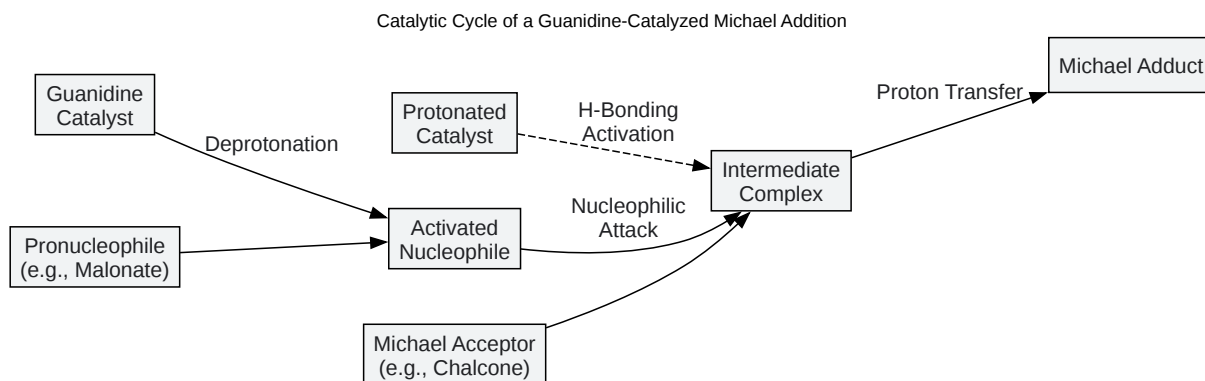 Catalytic Cycle of a Guanidine-Catalyzed Michael Addition
Guanidine
Catalyst
Deprotonation
Pronucleophile
(e.g., Malonate)
Protonated
Catalyst
H-Bonding
Activation
Activated
Nucleophile
Nucleophilic
Attack
Michael Acceptor
(e.g., Chalcone)
Intermediate
Complex
Proton Transfer
Michael Adduct